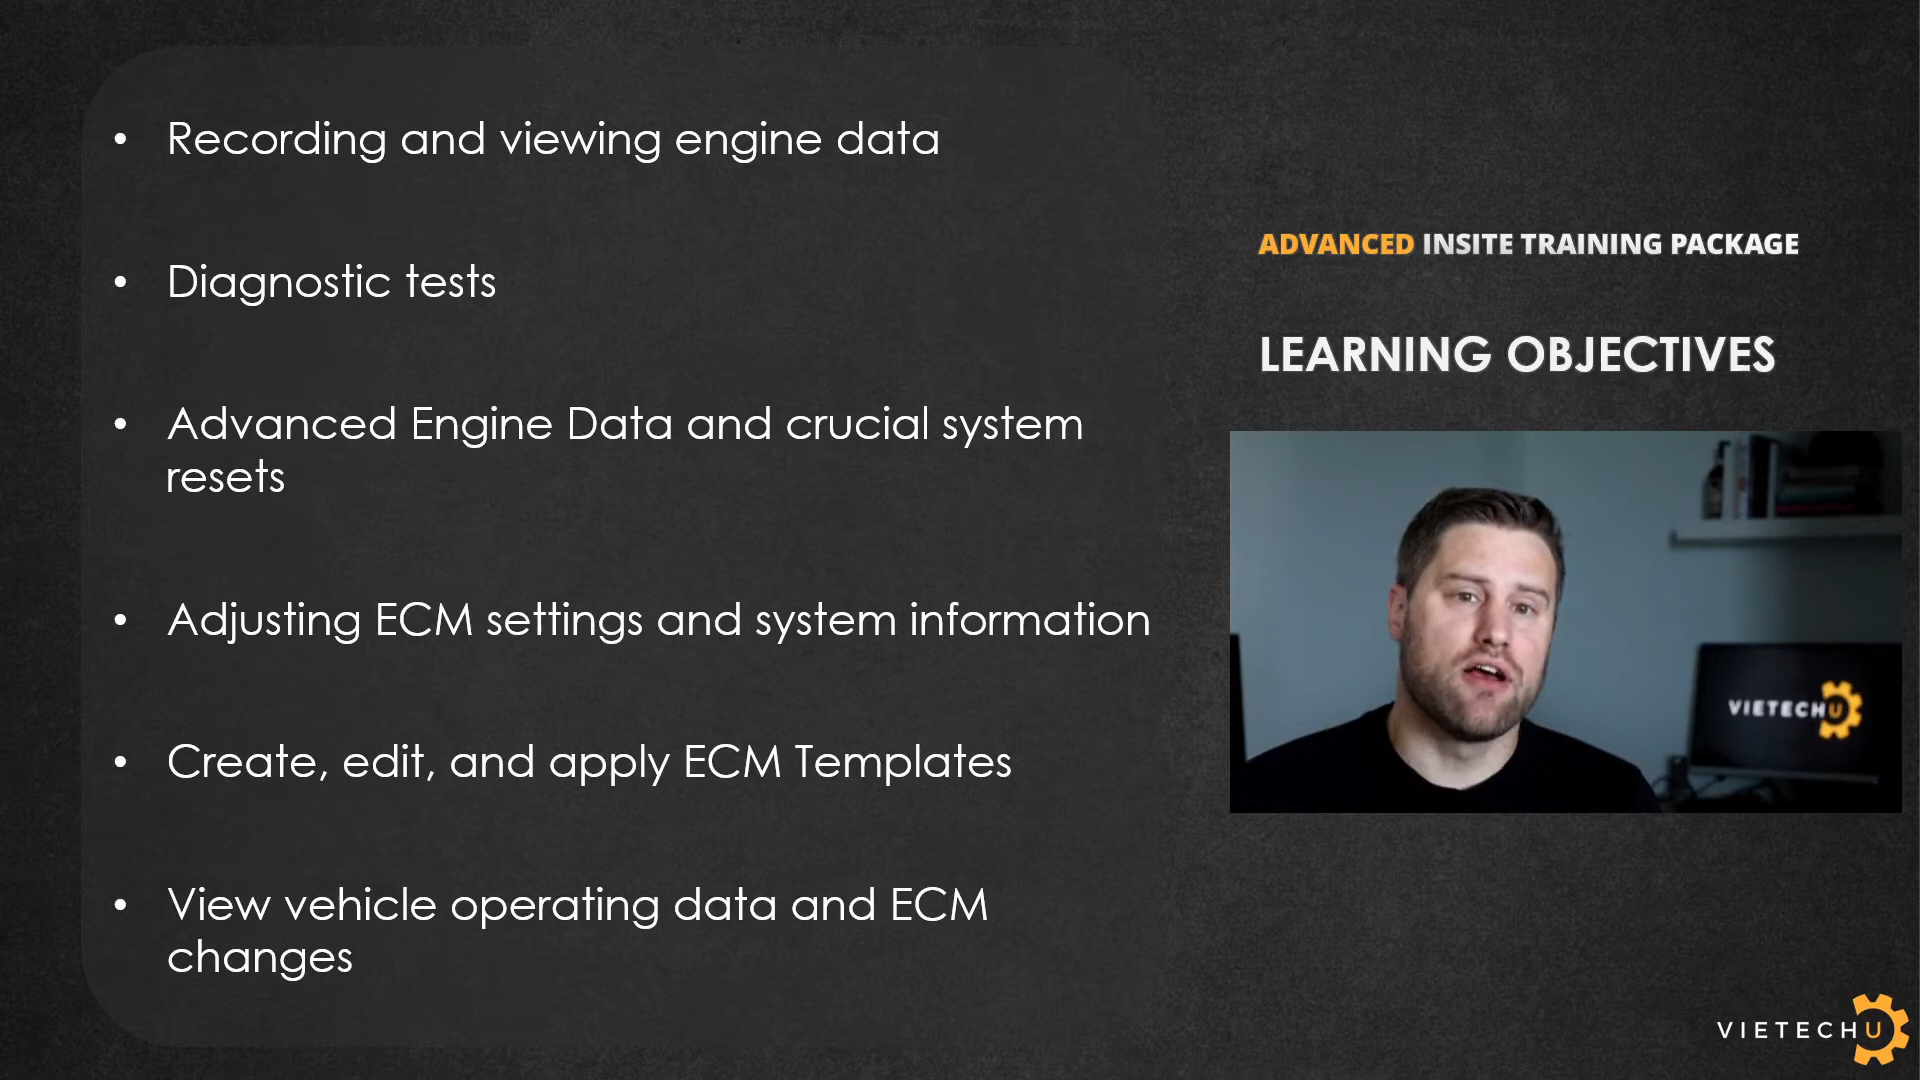 • Recording and viewing engine data
• Diagnostic tests
• Advanced Engine Data and crucial system
resets
• Adjusting ECM settings and system information
• Create, edit, and apply ECM Templates
• View vehicle operating data and ECM
changes
ADVANCED INSITE TRAINING PACKAGE
LEARNING OBJECTIVES
VIETECHU
VIETECHU